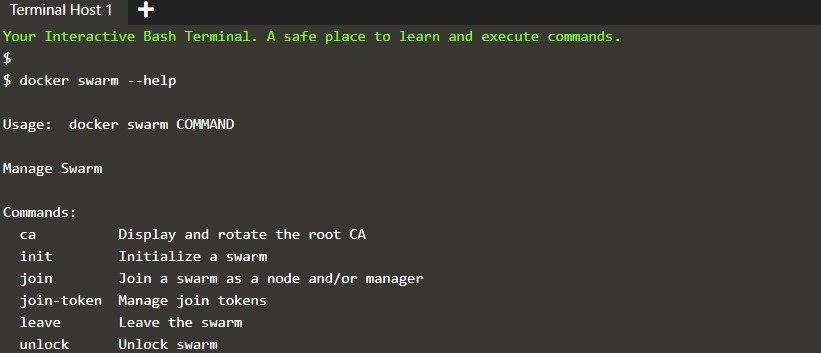 Terminal Host 1 +
Your Interactive Bash Terminal. A safe place to learn and execute commands.
$
$ docker swarm --help
Usage:  docker swarm COMMAND
Manage Swarm
Commands:
  ca          Display and rotate the root CA
  init        Initialize a swarm
  join        Join a swarm as a node and/or manager
  join-token  Manage join tokens
  leave       Leave the swarm
  unlock      Unlock swarm